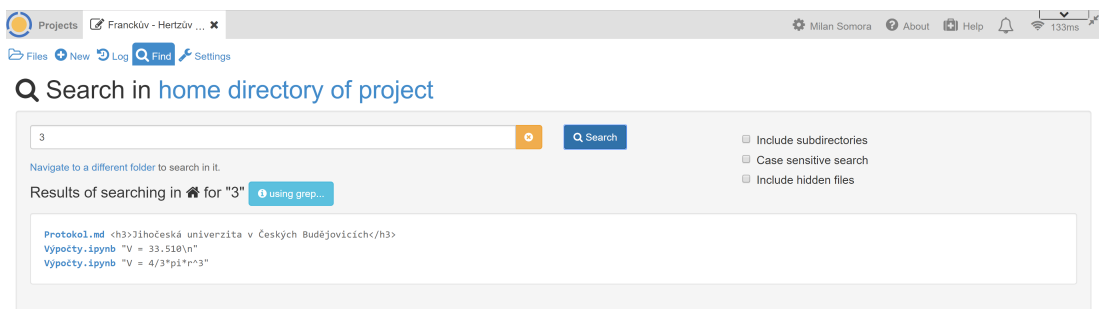 Projects Franckův - Hertzův ... Milan Somora About Help 133ms
Files New Log Find Settings
Search in home directory of project
3 Search
Include subdirectories
Case sensitive search
Include hidden files
Navigate to a different folder to search in it.
Results of searching in for "3" using grep...
Protokol.md <h3>Jihočeská univerzita v Českých Budějovicích</h3>
Výpočty.ipynb "V = 33.510\n"
Výpočty.ipynb "V = 4/3*pi*r^3"